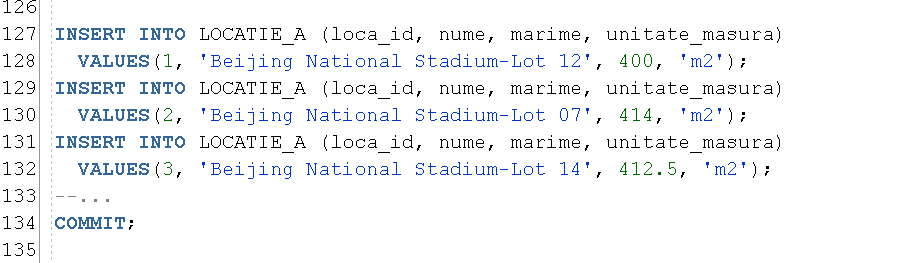 126
127 INSERT INTO LOCATIE_A (loca_id, nume, marime, unitate_masura)
128   VALUES(1, 'Beijing National Stadium-Lot 12', 400, 'm2');
129 INSERT INTO LOCATIE_A (loca_id, nume, marime, unitate_masura)
130   VALUES(2, 'Beijing National Stadium-Lot 07', 414, 'm2');
131 INSERT INTO LOCATIE_A (loca_id, nume, marime, unitate_masura)
132   VALUES(3, 'Beijing National Stadium-Lot 14', 412.5, 'm2');
133 --...
134 COMMIT;
135